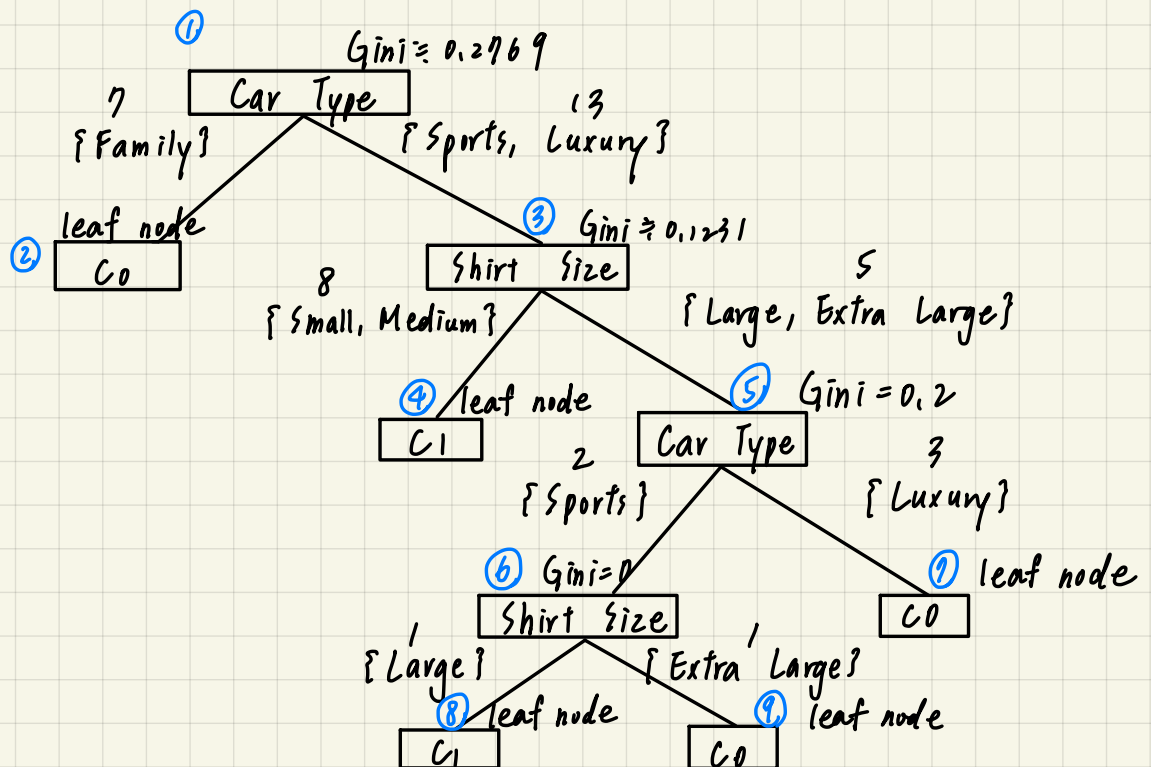 ①
Gini ≒ 0.2769
Car Type
7
{Family}
13
{Sports, Luxury}
leaf node
②
C0
③
Gini ≒ 0.1231
Shirt Size
8
{Small, Medium}
5
{Large, Extra Large}
④
leaf node
C1
⑤
Gini = 0.2
Car Type
2
{Sports}
3
{Luxury}
⑥
Gini = 0
Shirt Size
⑦
leaf node
C0
1
{Large}
1
{Extra Large}
⑧
leaf node
C1
⑨
leaf node
C0